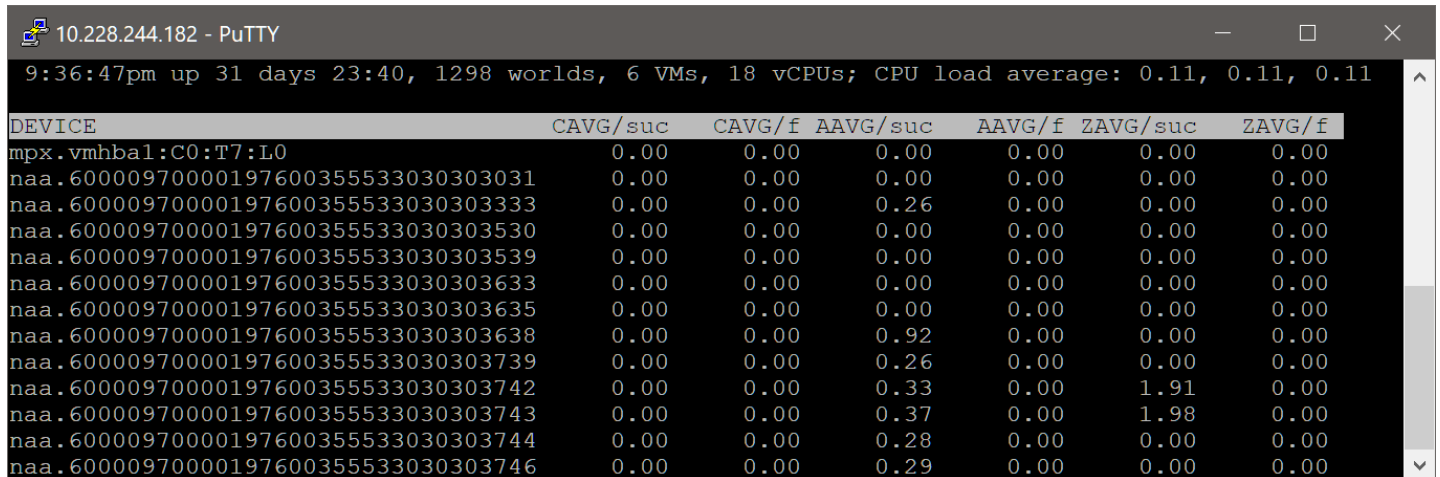 10.228.244.182 - PuTTY
9:36:47pm up 31 days 23:40, 1298 worlds, 6 VMs, 18 vCPUs; CPU load average: 0.11, 0.11, 0.11
DEVICE CAVG/suc CAVG/f AAVG/suc AAVG/f ZAVG/suc ZAVG/f
mpx.vmhba1:C0:T7:L0 0.00 0.00 0.00 0.00 0.00 0.00
naa.60000970000197600355533030303031 0.00 0.00 0.00 0.00 0.00 0.00
naa.60000970000197600355533030303333 0.00 0.00 0.26 0.00 0.00 0.00
naa.60000970000197600355533030303530 0.00 0.00 0.00 0.00 0.00 0.00
naa.60000970000197600355533030303539 0.00 0.00 0.00 0.00 0.00 0.00
naa.60000970000197600355533030303633 0.00 0.00 0.00 0.00 0.00 0.00
naa.60000970000197600355533030303635 0.00 0.00 0.00 0.00 0.00 0.00
naa.60000970000197600355533030303638 0.00 0.00 0.92 0.00 0.00 0.00
naa.60000970000197600355533030303739 0.00 0.00 0.26 0.00 0.00 0.00
naa.60000970000197600355533030303742 0.00 0.00 0.33 0.00 1.91 0.00
naa.60000970000197600355533030303743 0.00 0.00 0.37 0.00 1.98 0.00
naa.60000970000197600355533030303744 0.00 0.00 0.28 0.00 0.00 0.00
naa.60000970000197600355533030303746 0.00 0.00 0.29 0.00 0.00 0.00